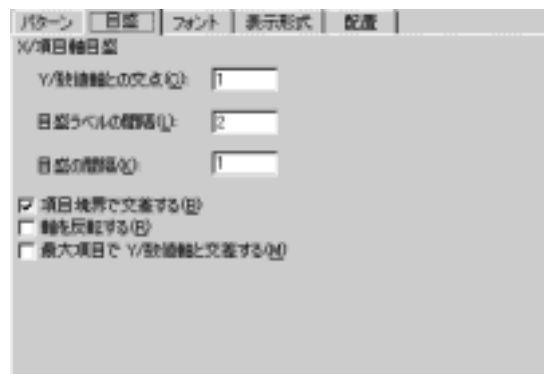 パターン 目盛 フォント 表示形式 配置
X/項目軸目盛
Y/数値軸との交点(C): 1
目盛ラベルの間隔(L): 2
目盛の間隔(K): 1
項目境界で交差する(B)
軸を反転する(R)
最大項目で Y/数値軸と交差する(M)